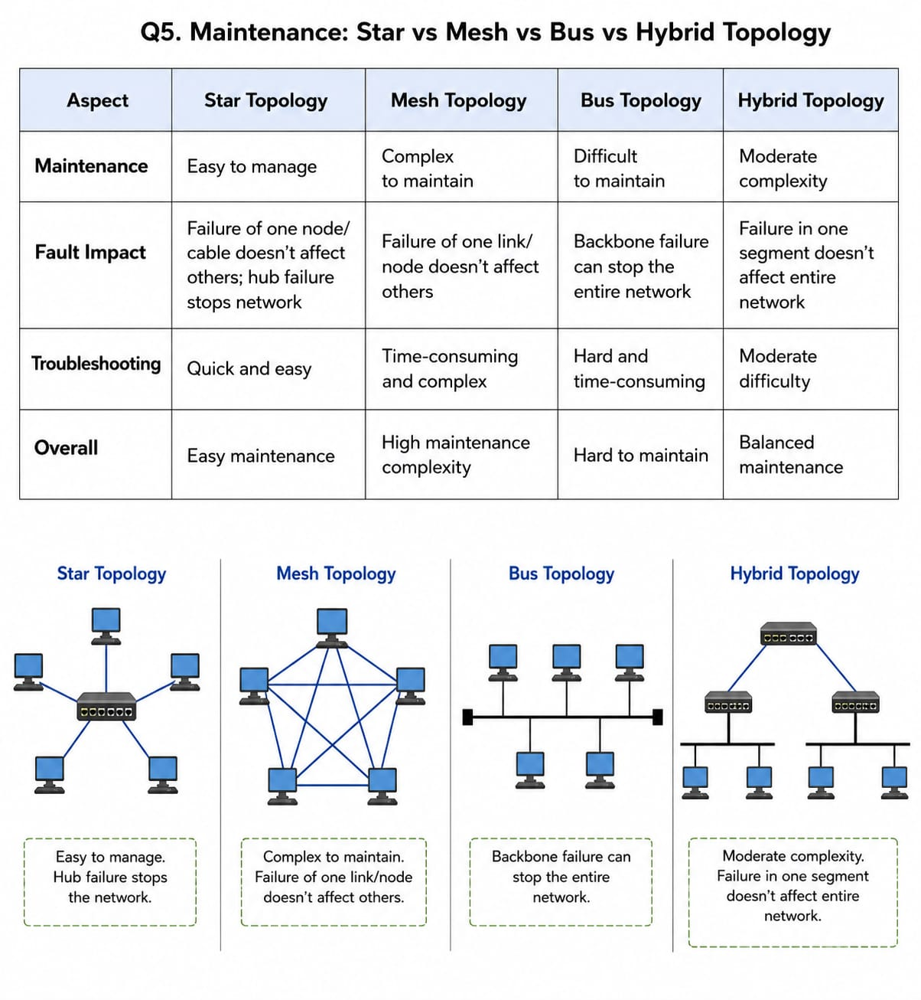 Q5. Maintenance: Star vs Mesh vs Bus vs Hybrid Topology
Aspect
Star Topology
Mesh Topology
Bus Topology
Hybrid Topology
Maintenance
Easy to manage
Complex
to maintain
Difficult
to maintain
Moderate
complexity
Fault Impact
Failure of one node/
cable doesn't affect
others; hub failure
stops network
Failure of one link/
node doesn't affect
others
Backbone failure
can stop the
entire network
Failure in one
segment doesn't
affect entire
network
Troubleshooting
Quick and easy
Time-consuming
and complex
Hard and
time-consuming
Moderate
difficulty
Overall
Easy maintenance
High maintenance
complexity
Hard to maintain
Balanced
maintenance
Star Topology
Mesh Topology
Bus Topology
Hybrid Topology
Easy to manage.
Hub failure stops
the network.
Complex to maintain.
Failure of one link/node
doesn't affect others.
Backbone failure can
stop the entire
network.
Moderate complexity.
Failure in one segment
doesn't affect entire
network.